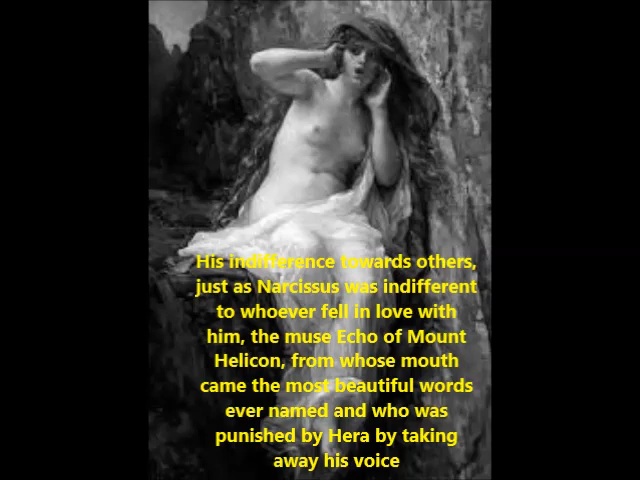 His indifference towards others,
just as Narcissus was indifferent
to whoever fell in love with
him, the muse Echo of Mount
Helicon, from whose mouth
came the most beautiful words
ever named and who was
punished by Hera by taking
away his voice